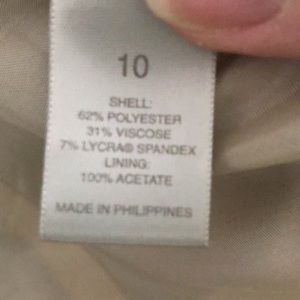 10
SHELL:
62% POLYESTER
31% VISCOSE
7% LYCRA® SPANDEX
LINING:
100% ACETATE
MADE IN PHILIPPINES